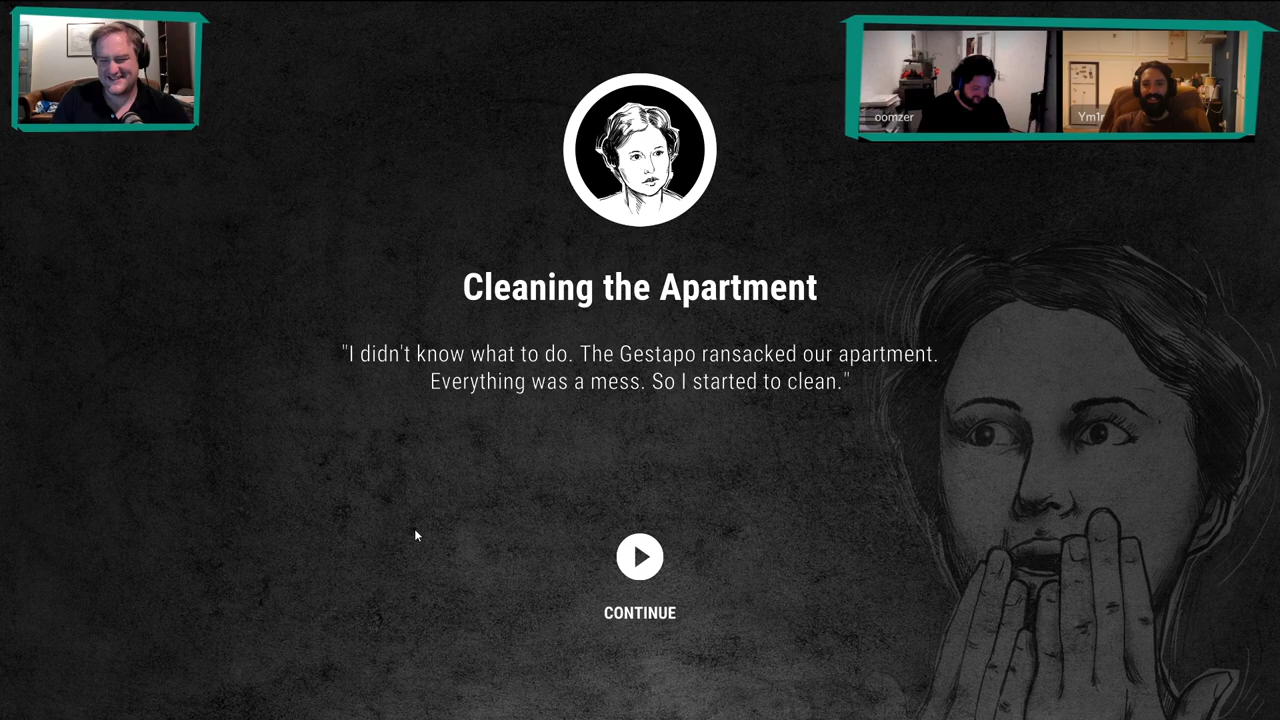 oomzer
Ym1r
Cleaning the Apartment
"I didn't know what to do. The Gestapo ransacked our apartment.
Everything was a mess. So I started to clean."
CONTINUE